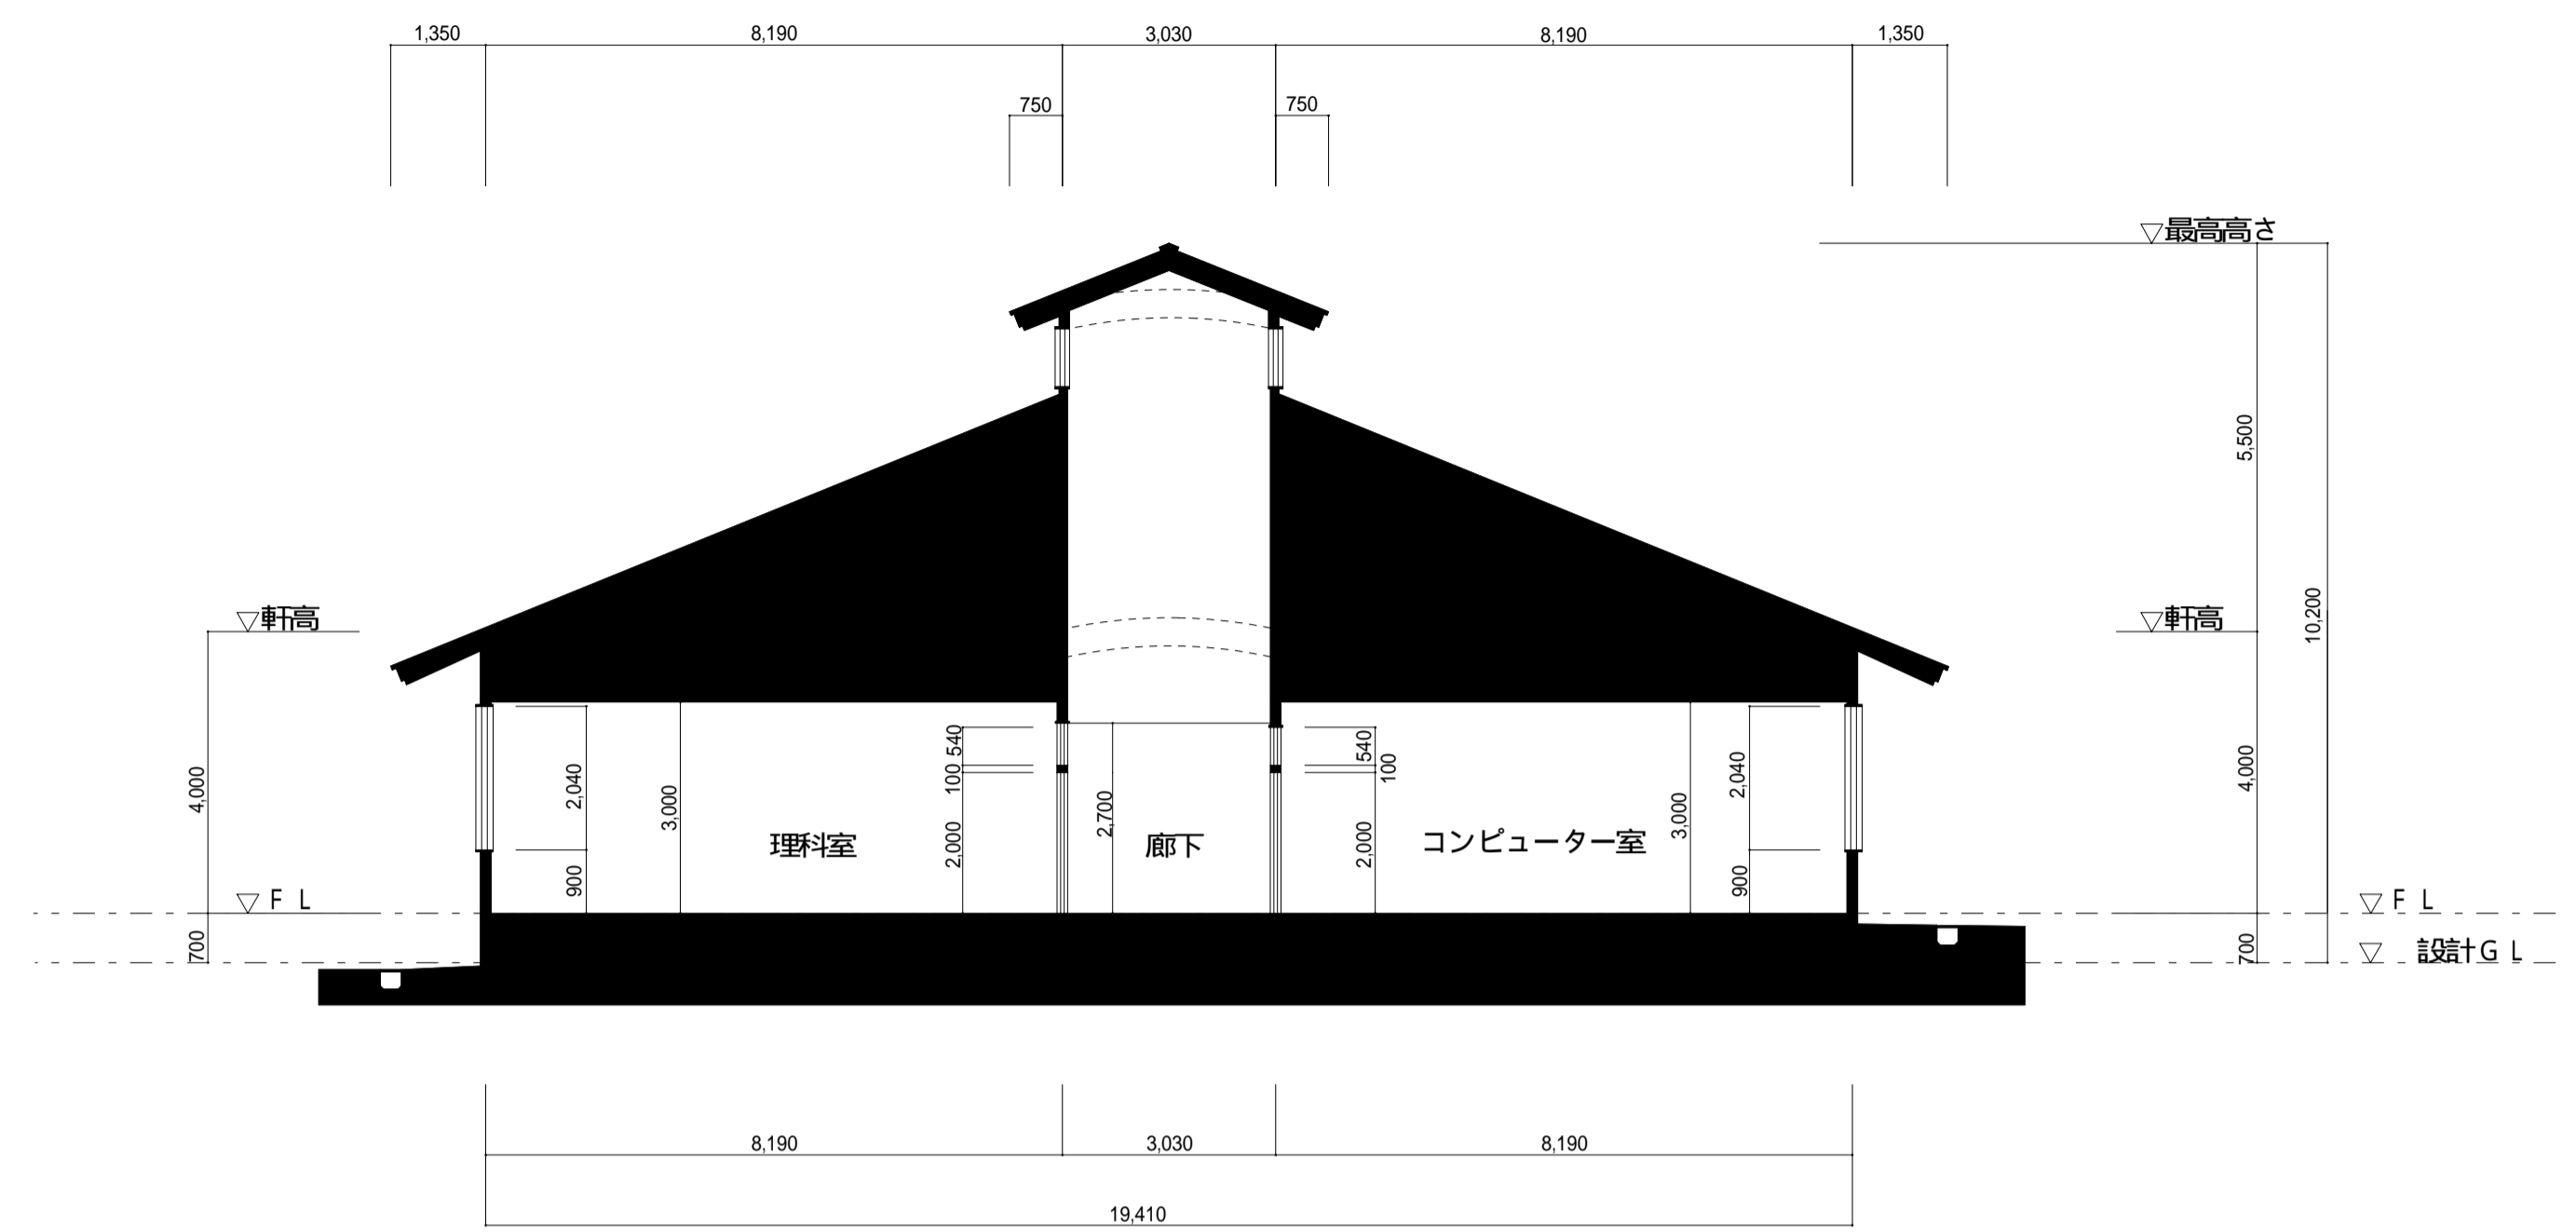 1,350 8,190 3,030 8,190 1,350
750 750
▽最高高さ
5,500
10,200
▽軒高 ▽軒高
4,000 2,040 3,000 540 100 2,000 2,700 540 100 2,000 3,000 2,040 4,000
理科室 廊下 コンピューター室
900 900
▽ＦＬ ▽ＦＬ
700 700
▽ 設計ＧＬ
8,190 3,030 8,190
19,410